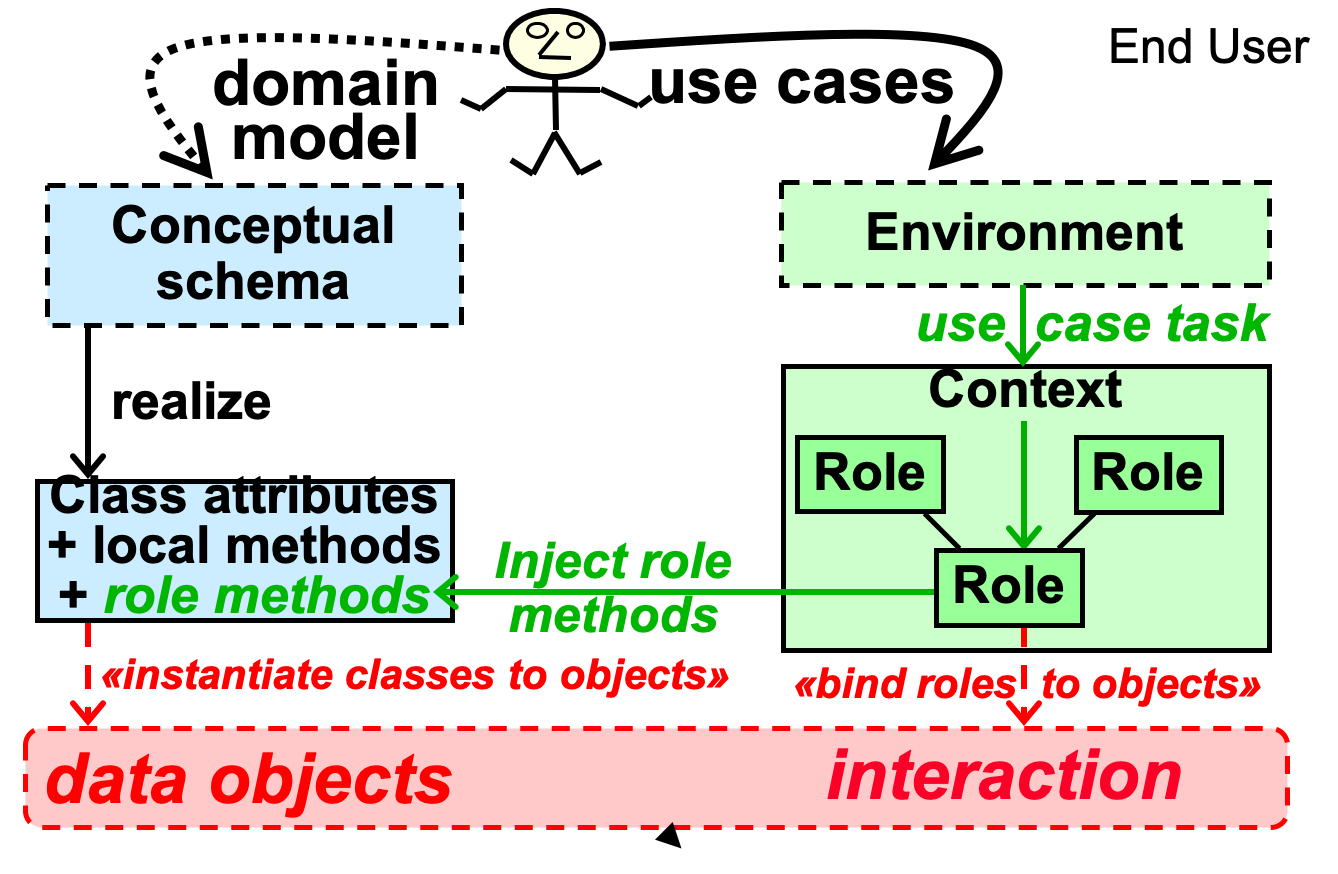 End User
domain
model
use cases
Conceptual
schema
Environment
use case task
realize
Context
Role
Role
Role
Class attributes
+ local methods
+ role methods
Inject role
methods
«instantiate classes to objects»
«bind roles to objects»
data objects
interaction